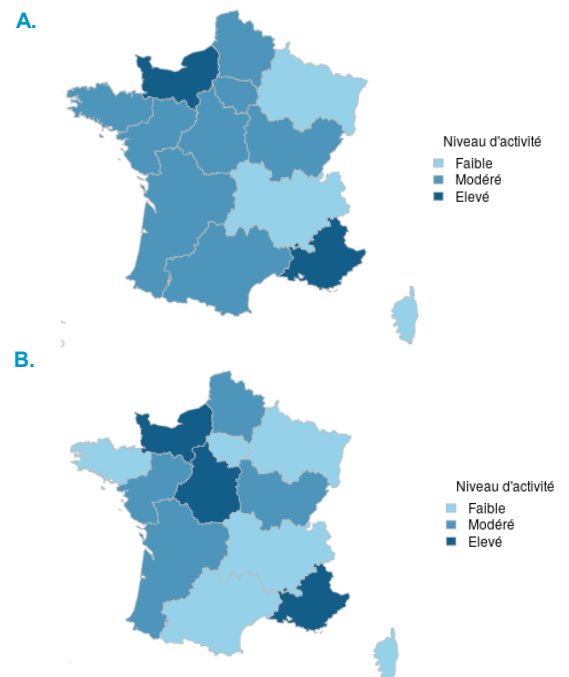 A.
Niveau d'activité
Faible
Modéré
Elevé
B.
Niveau d'activité
Faible
Modéré
Elevé